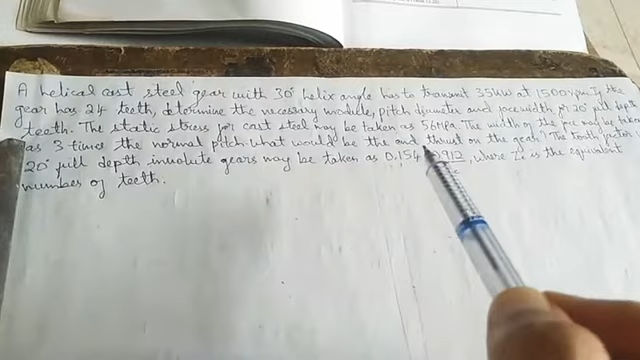 A helical cast steel gear with 30° helix angle has to transmit 35kW at 1500rpm. If the
gear has 24 teeth, determine the necessary module, pitch diameter and face width for 20° full depth
teeth. The static stress for cast steel may be taken as 56MPa. The width of the face may be taken
as 3 times the normal pitch. What would be the end thrust on the gear? The tooth factor
20° full depth involute gears may be taken as 0.154 0.912, where Ze is the equivalent
number of teeth.